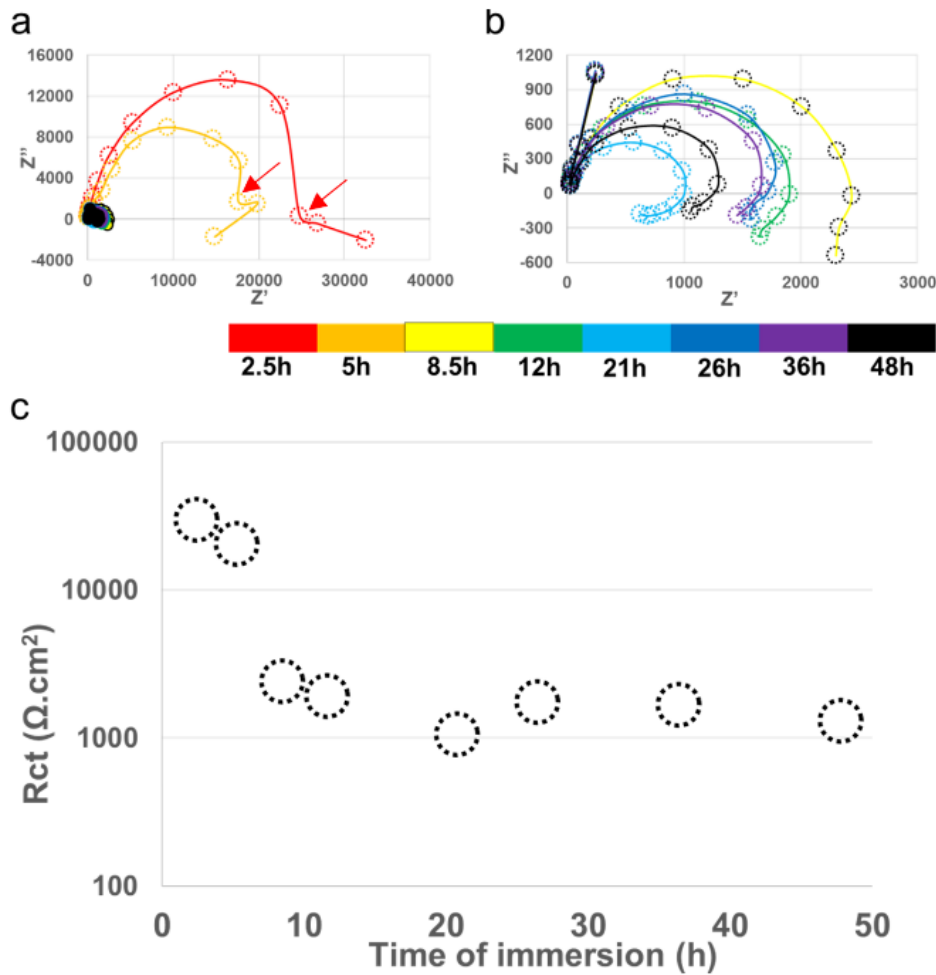 a
b
16000
12000
8000
4000
0
-4000
Z''
0 10000 20000 30000 40000
Z'
1200
900
600
300
0
-300
-600
Z''
0 1000 2000 3000
Z'
2.5h 5h 8.5h 12h 21h 26h 36h 48h
c
100000
10000
1000
100
Rct (Ω.cm²)
0 10 20 30 40 50
Time of immersion (h)